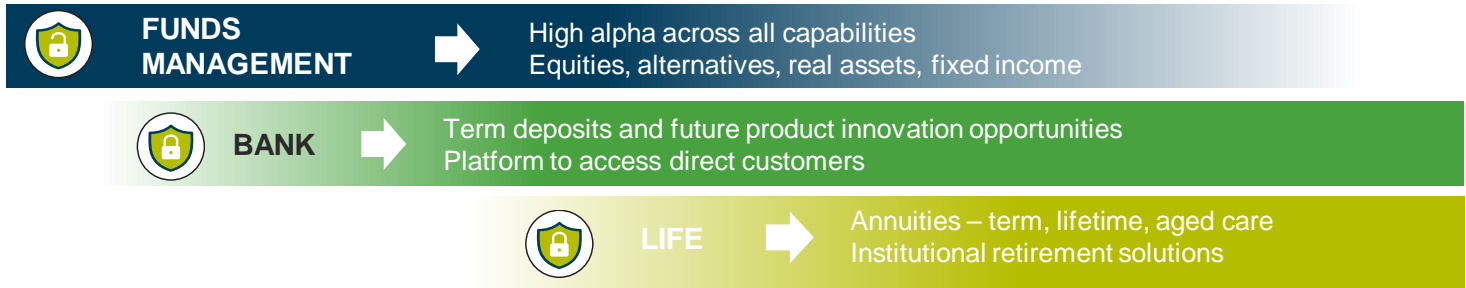 FUNDS
MANAGEMENT
High alpha across all capabilities
Equities, alternatives, real assets, fixed income
BANK
Term deposits and future product innovation opportunities
Platform to access direct customers
LIFE
Annuities – term, lifetime, aged care
Institutional retirement solutions